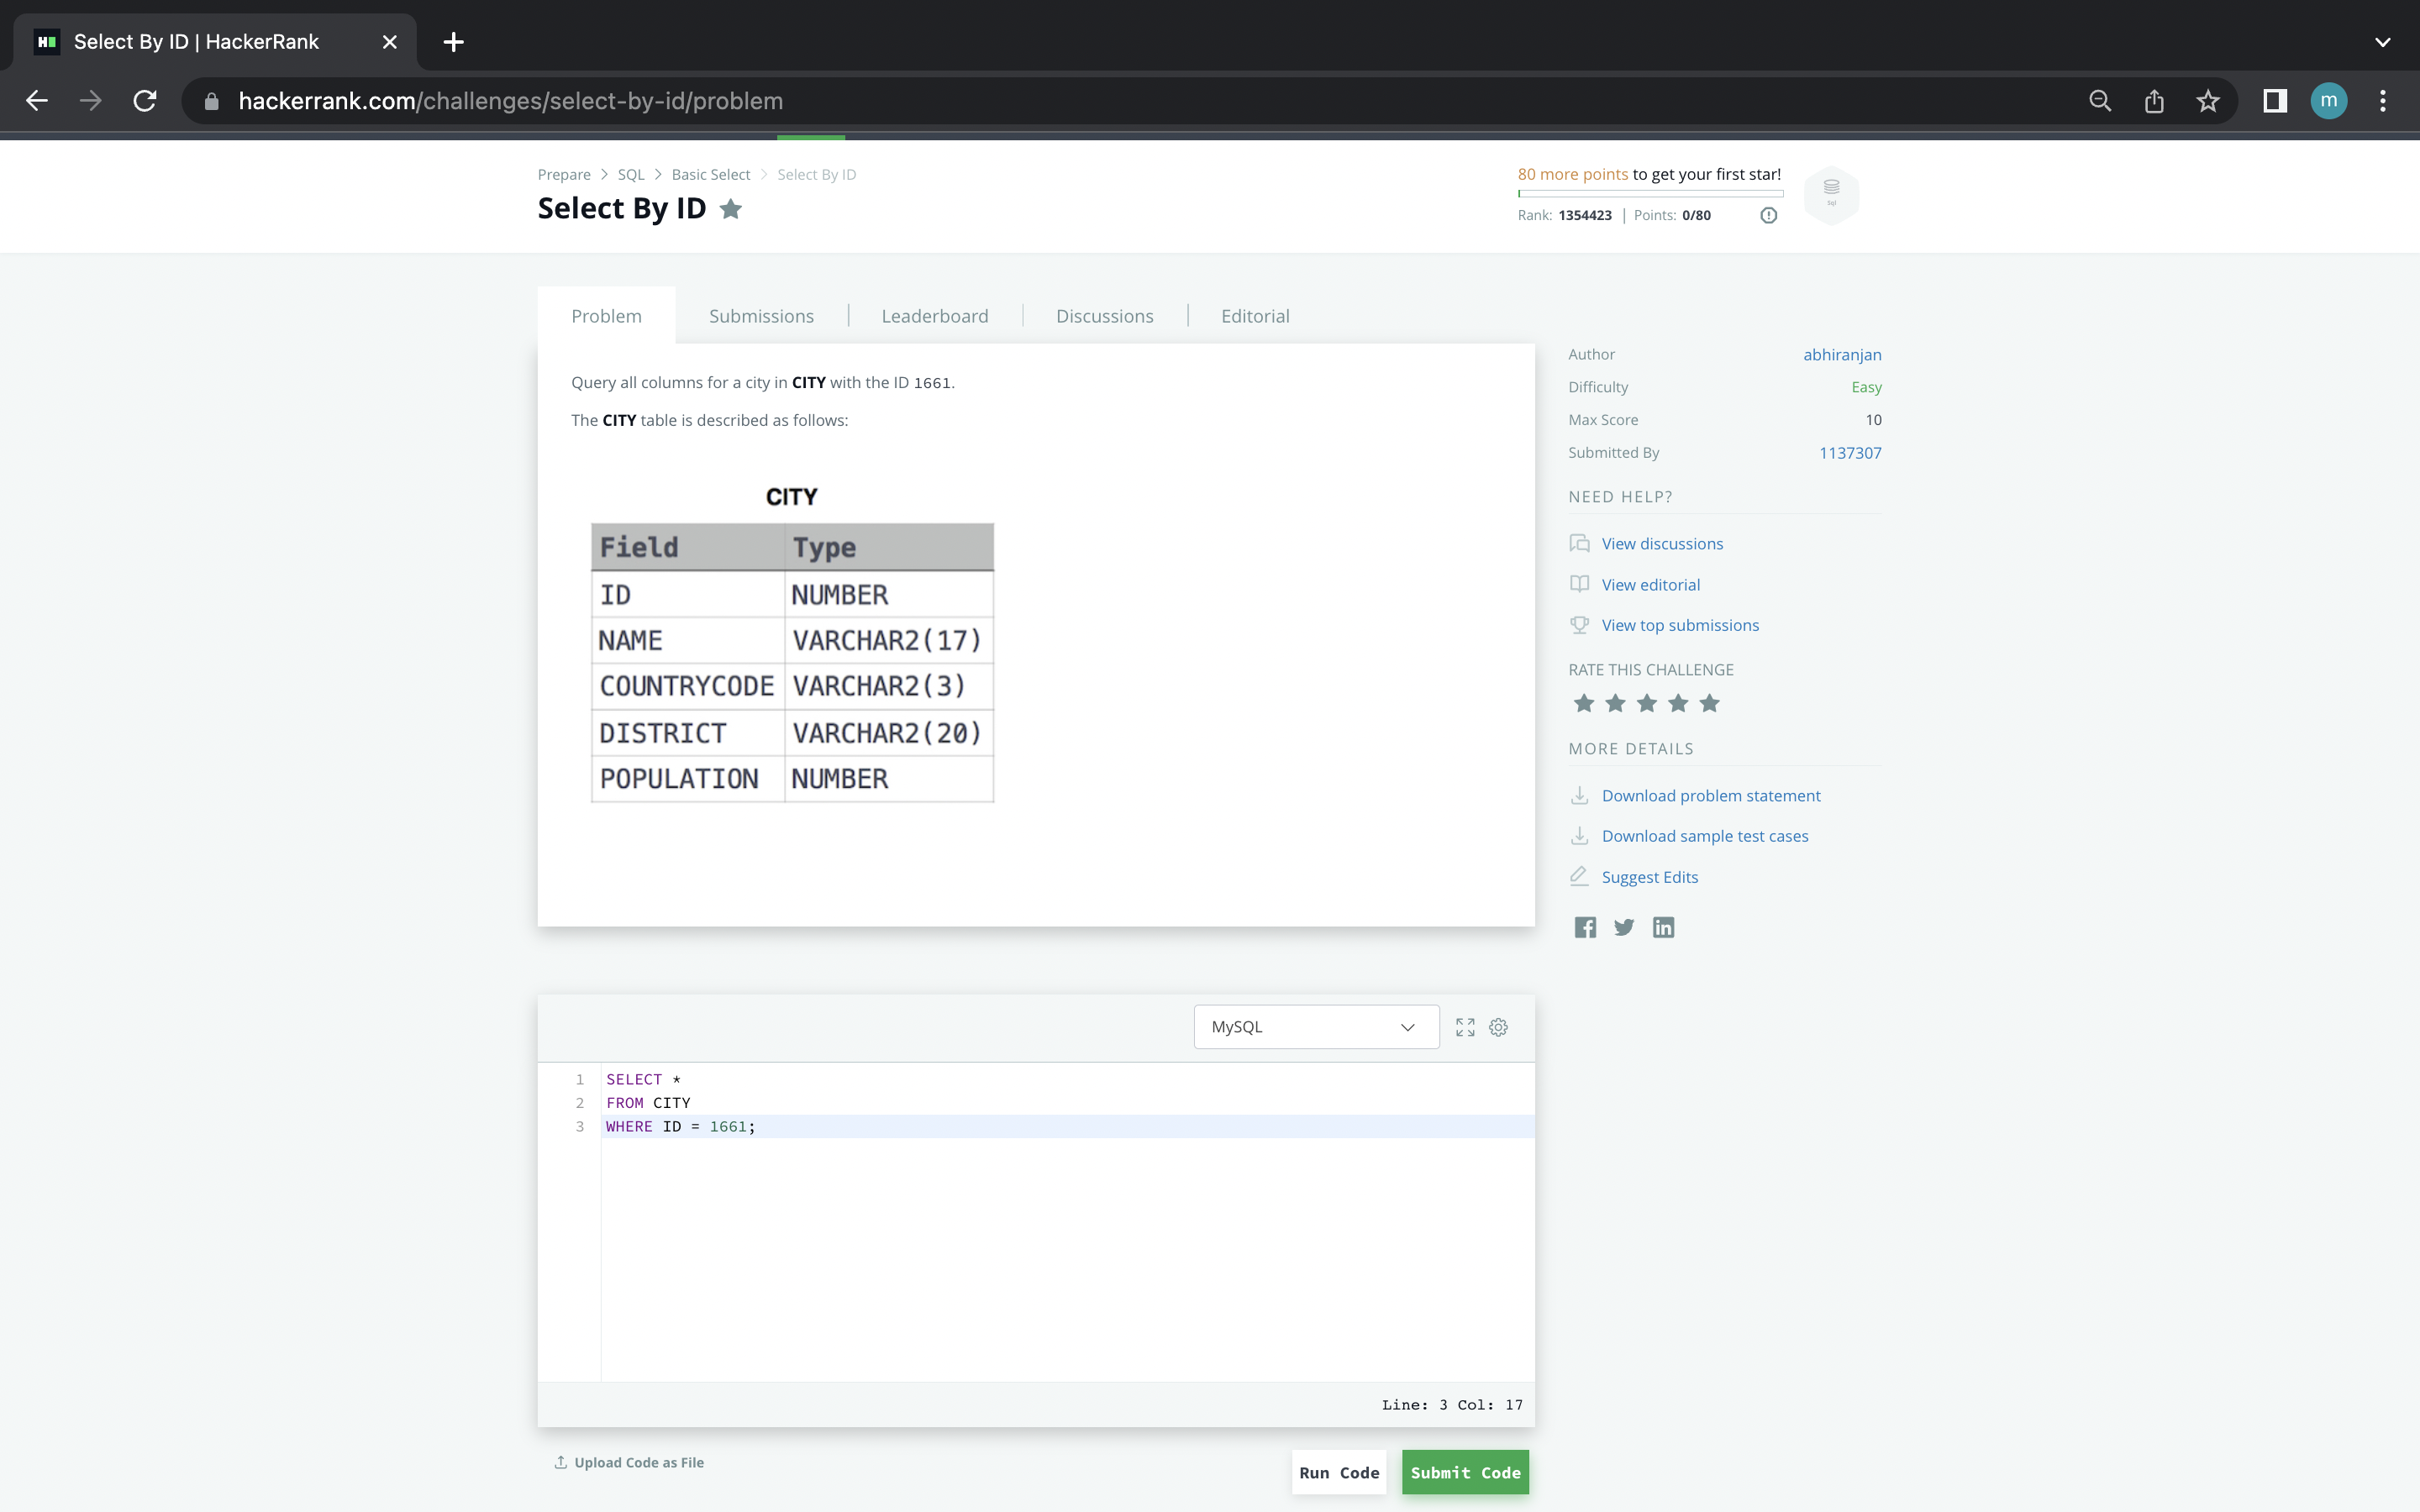 Select By ID | HackerRank
hackerrank.com/challenges/select-by-id/problem
m
Prepare > SQL > Basic Select > Select By ID
Select By ID
80 more points to get your first star!
Rank: 1354423 | Points: 0/80
Sql
Problem
Submissions
Leaderboard
Discussions
Editorial
Query all columns for a city in CITY with the ID 1661.
The CITY table is described as follows:
CITY
Field Type
ID NUMBER
NAME VARCHAR2(17)
COUNTRYCODE VARCHAR2(3)
DISTRICT VARCHAR2(20)
POPULATION NUMBER
Author abhiranjan
Difficulty Easy
Max Score 10
Submitted By 1137307
NEED HELP?
View discussions
View editorial
View top submissions
RATE THIS CHALLENGE
MORE DETAILS
Download problem statement
Download sample test cases
Suggest Edits
MySQL
1 SELECT *
2 FROM CITY
3 WHERE ID = 1661;
Line: 3 Col: 17
Upload Code as File
Run Code
Submit Code